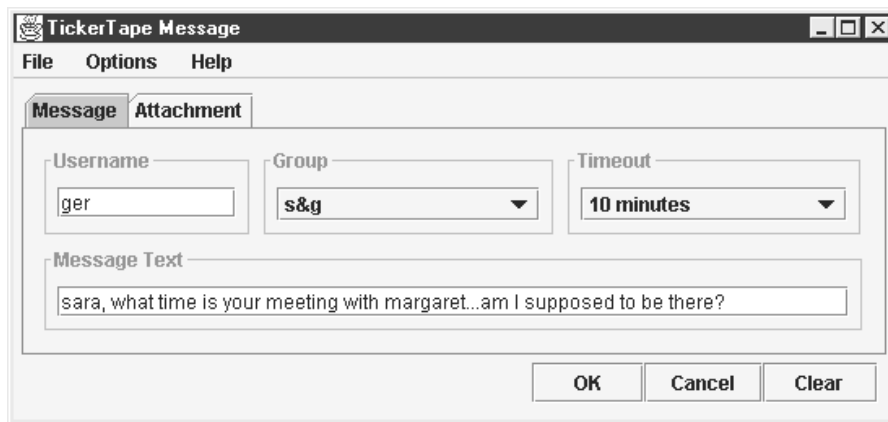 TickerTape Message
File Options Help
Message Attachment
Username Group Timeout
ger s&g 10 minutes
Message Text
sara, what time is your meeting with margaret...am I supposed to be there?
OK Cancel Clear